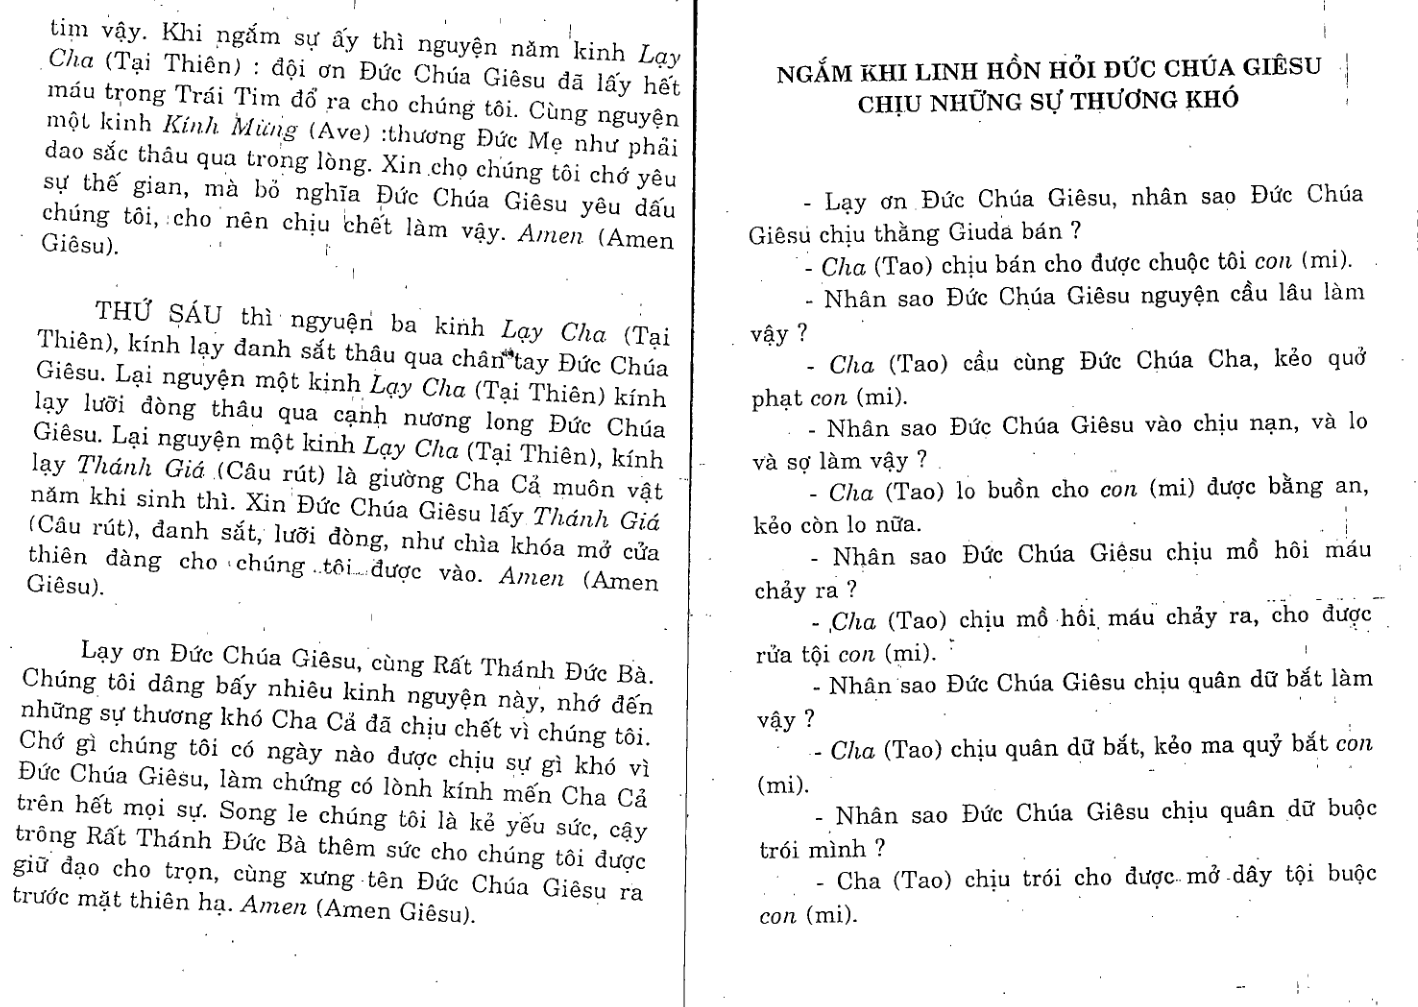 tim vậy. Khi ngắm sự ấy thì nguyện năm kinh Lạy
Cha (Tại Thiên) : đội ơn Đức Chúa Giêsu đã lấy hết
máu trong Trái Tim đổ ra cho chúng tôi. Cùng nguyện
một kinh Kính Mừng (Ave) :thương Đức Mẹ như phải
dao sắc thâu qua trong lòng. Xin cho chúng tôi chớ yêu
sự thế gian, mà bỏ nghĩa Đức Chúa Giêsu yêu dấu
chúng tôi, cho nên chịu chết làm vậy. Amen (Amen
Giêsu).
THỨ SÁU thì ngyuện ba kinh Lạy Cha (Tại
Thiên), kính lạy danh sắt thâu qua chân tay Đức Chúa
Giêsu. Lại nguyện một kinh Lạy Cha (Tại Thiên) kính
lạy lưỡi đòng thâu qua cạnh nương long Đức Chúa
Giêsu. Lại nguyện một kinh Lạy Cha (Tại Thiên), kính
lạy Thánh Giá (Câu rút) là giường Cha Cả muôn vật
năm khi sinh thì. Xin Đức Chúa Giêsu lấy Thánh Giá
(Câu rút), danh sắt, lưỡi đòng, như chìa khóa mở cửa
thiên đàng cho chúng tôi được vào. Amen (Amen
Giêsu).
Lạy ơn Đức Chúa Giêsu, cùng Rất Thánh Đức Bà.
Chúng tôi dâng bấy nhiêu kinh nguyện này, nhớ đến
những sự thương khó Cha Cả đã chịu chết vì chúng tôi.
Chớ gì chúng tôi có ngày nào được chịu sự gì khó vì
Đức Chúa Giêsu, làm chứng có lònh kính mến Cha Cả
trên hết mọi sự. Song le chúng tôi là kẻ yếu sức, cậy
trông Rất Thánh Đức Bà thêm sức cho chúng tôi được
giữ đạo cho trọn, cùng xưng tên Đức Chúa Giêsu ra
trước mặt thiên hạ. Amen (Amen Giêsu).
NGẮM KHI LINH HỒN HỎI ĐỨC CHÚA GIÊSU
CHỊU NHỮNG SỰ THƯƠNG KHÓ
- Lạy ơn Đức Chúa Giêsu, nhân sao Đức Chúa
Giêsu chịu thằng Giuda bán ?
- Cha (Tao) chịu bán cho được chuộc tôi con (mi).
- Nhân sao Đức Chúa Giêsu nguyện cầu lâu làm
vậy ?
- Cha (Tao) cầu cùng Đức Chúa Cha, kẻo quở
phạt con (mi).
- Nhân sao Đức Chúa Giêsu vào chịu nạn, và lo
và sợ làm vậy ?
- Cha (Tao) lo buồn cho con (mi) được bằng an,
kẻo còn lo nữa.
- Nhân sao Đức Chúa Giêsu chịu mồ hôi máu
chảy ra ?
- Cha (Tao) chịu mồ hôi máu chảy ra, cho được
rửa tội con (mi).
- Nhân sao Đức Chúa Giêsu chịu quân dữ bắt làm
vậy ?
- Cha (Tao) chịu quân dữ bắt, kẻo ma quỷ bắt con
(mi).
- Nhân sao Đức Chúa Giêsu chịu quân dữ buộc
trói mình ?
- Cha (Tao) chịu trói cho được mở dây tội buộc
con (mi).